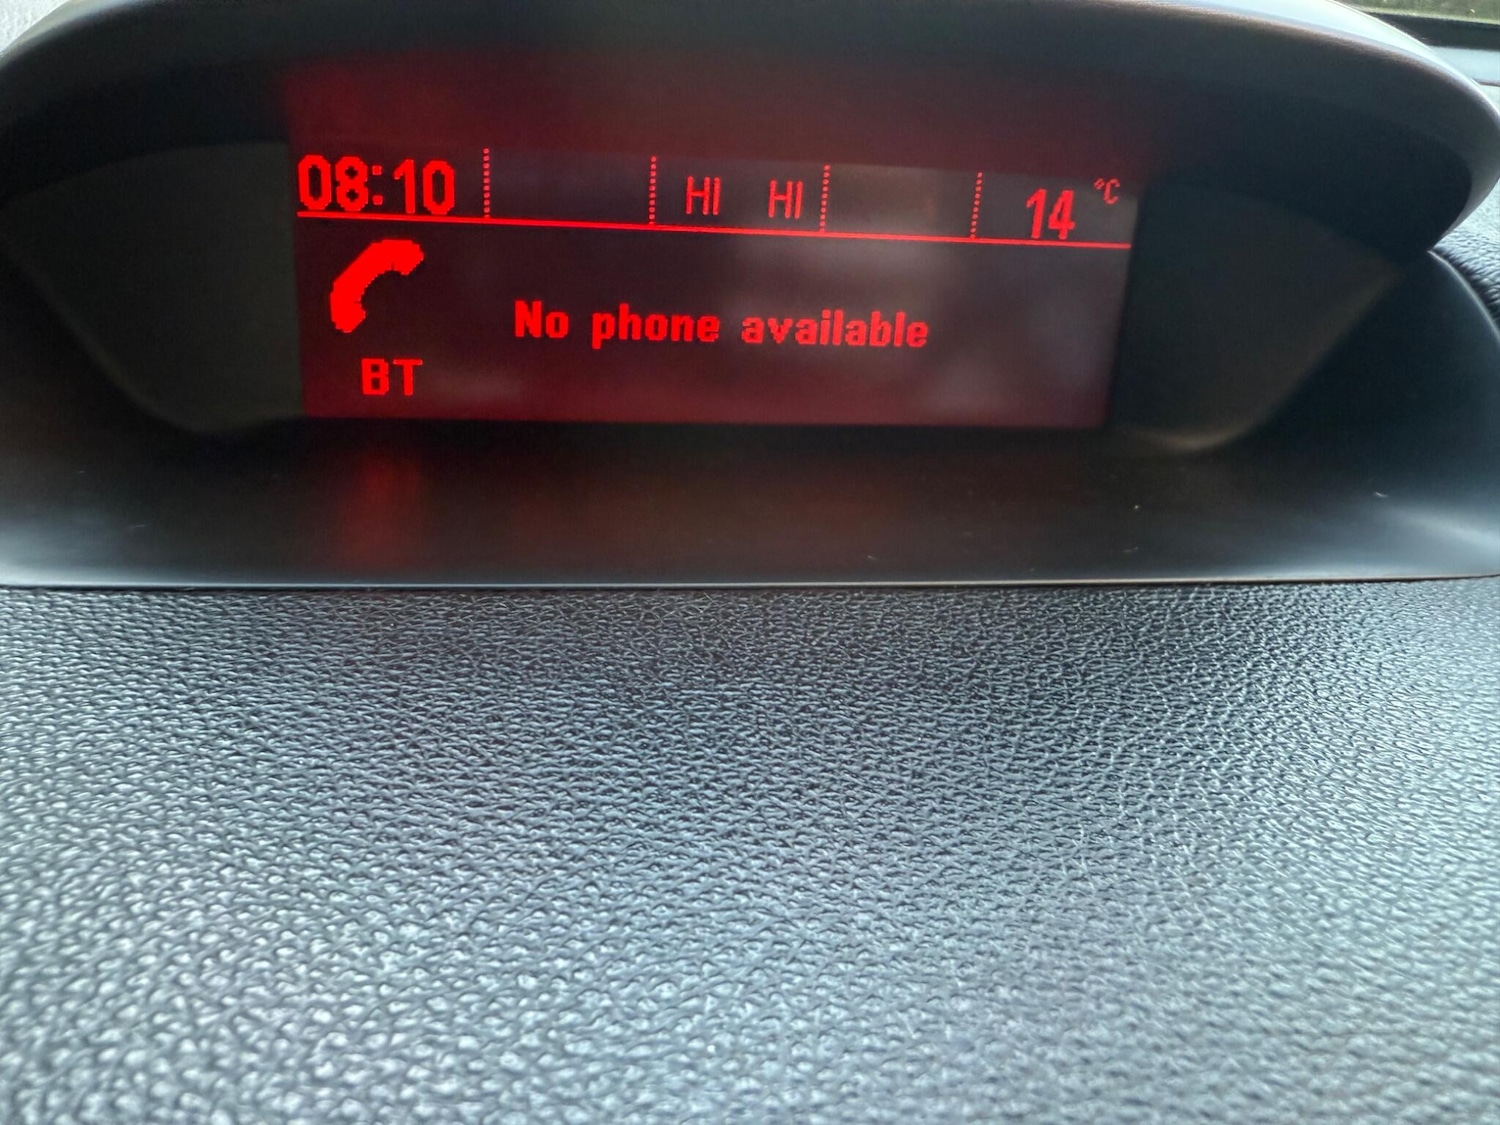 08:10 HI HI 14 °C
No phone available
BT